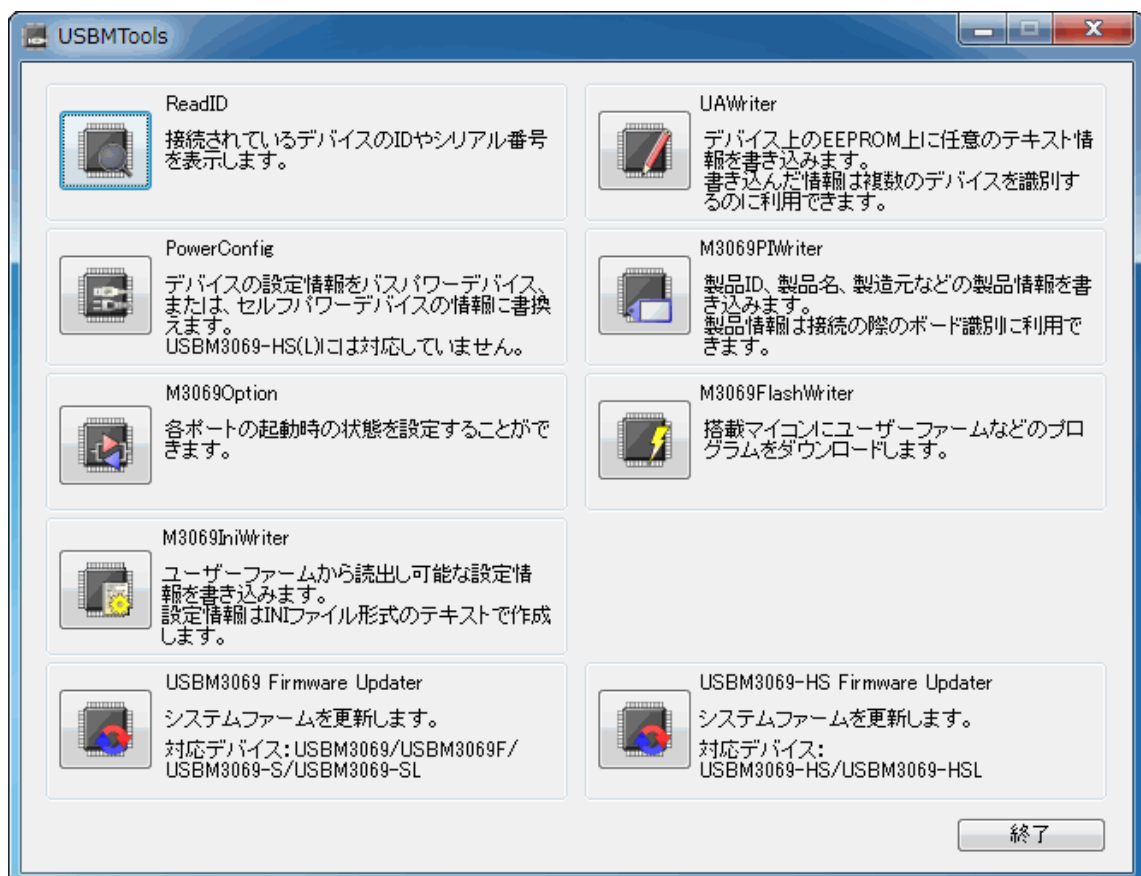 USBMTools
ReadID
接続されているデバイスのIDやシリアル番号
を表示します。
UAWriter
デバイス上のEEPROM上に任意のテキスト情
報を書き込みます。
書き込んだ情報は複数のデバイスを識別す
るのに利用できます。
PowerConfig
デバイスの設定情報をバスパワーデバイス、
または、セルフパワーデバイスの情報に書換
えます。
USBM3069-HS(L)には対応していません。
M3069PIWriter
製品ID、製品名、製造元などの製品情報を書
き込みます。
製品情報は接続の際のボード識別に利用で
きます。
M3069Option
各ポートの起動時の状態を設定することがで
きます。
M3069FlashWriter
搭載マイコンにユーザーファームなどのプロ
グラムをダウンロードします。
M3069IniWriter
ユーザーファームから読出し可能な設定情
報を書き込みます。
設定情報はINIファイル形式のテキストで作成
します。
USBM3069 Firmware Updater
システムファームを更新します。
対応デバイス:USBM3069/USBM3069F/
USBM3069-S/USBM3069-SL
USBM3069-HS Firmware Updater
システムファームを更新します。
対応デバイス:
USBM3069-HS/USBM3069-HSL
終了